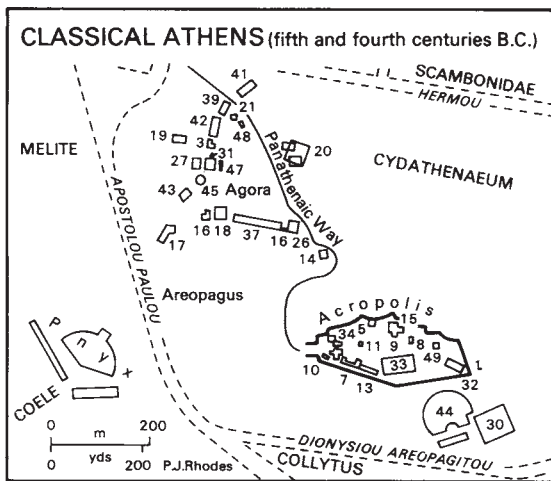 CLASSICAL ATHENS (fifth and fourth centuries B.C.)
41
SCAMBONIDAE
HERMOU
39
21
42
48
MELITE
19
3
31
20
27
47
Panathenaic Way
CYDATHENAEUM
APOSTOLOU PAULOU
43
45
Agora
16
18
37
16
26
17
14
Areopagus
Acropolis
15
5
34
11
9
8
49
10
7
13
33
1
32
Pnyx
COELE
44
30
0 200
m
yds
0 200
P.J.Rhodes
DIONYSIOU AREOPAGITOU
COLLYTUS